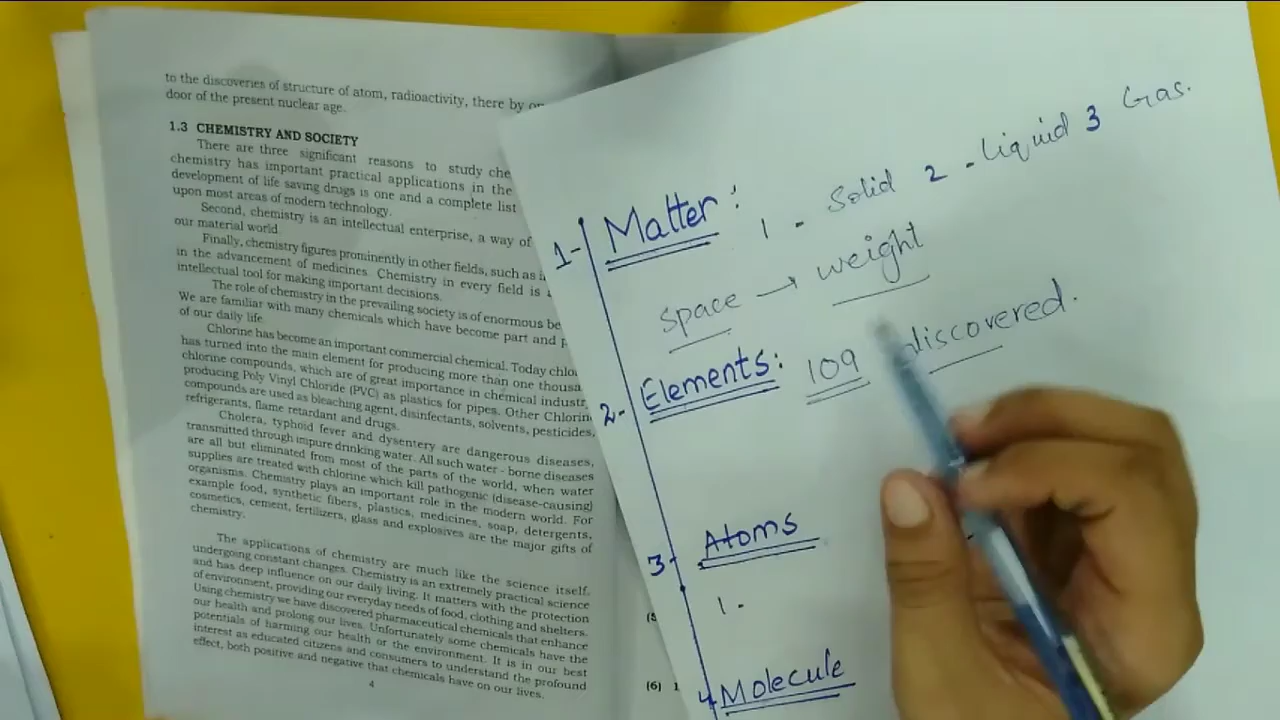 to the discoveries of structure of atom, radioactivity, there by
door of the present nuclear age.
1.3 CHEMISTRY AND SOCIETY
There are three significant reasons to study che
chemistry has important practical applications in the
development of life saving drugs is one and a complete list
upon most areas of modern technology.
Second, chemistry is an intellectual enterprise, a way of
our material world.
Finally, chemistry figures prominently in other fields, such as
in the advancement of medicines. Chemistry in every field is
intellectual tool for making important decisions.
The role of chemistry in the prevailing society is of enormous be
We are familiar with many chemicals which have become part and
of our daily life.
Chlorine has become an important commercial chemical. Today chlo
has turned into the main element for producing more than one thousa
chlorine compounds, which are of great importance in chemical industr
producing Poly Vinyl Chloride (PVC) as plastics for pipes. Other Chlorin
compounds are used as bleaching agent, disinfectants, solvents, pesticides,
refrigerants, flame retardant and drugs.
Cholera, typhoid fever and dysentery are dangerous diseases,
transmitted through impure drinking water. All such water - borne diseases
are all but eliminated from most of the parts of the world, when water
supplies are treated with chlorine which kill pathogenic (disease-causing)
organisms. Chemistry plays an important role in the modern world. For
example food, synthetic fibers, plastics, medicines, soap, detergents,
cosmetics, cement, fertilizers, glass and explosives are the major gifts of
chemistry.
The applications of chemistry are much like the science itself,
undergoing constant changes. Chemistry is an extremely practical science
and has deep influence on our daily living. It matters with the protection
of environment, providing our everyday needs of food, clothing and shelters.
Using chemistry we have discovered pharmaceutical chemicals that enhance
our health and prolong our lives. Unfortunately some chemicals have the
potentials of harming our health or the environment. It is in our best
interest as educated citizens and consumers to understand the profound
effect, both positive and negative that chemicals have on our lives.
4
(6) 1
1- Matter: 1 - Solid 2 - Liquid 3 Gas.
space → weight
2- Elements: 109 discovered.
3- Atoms
1 -
4 Molecule